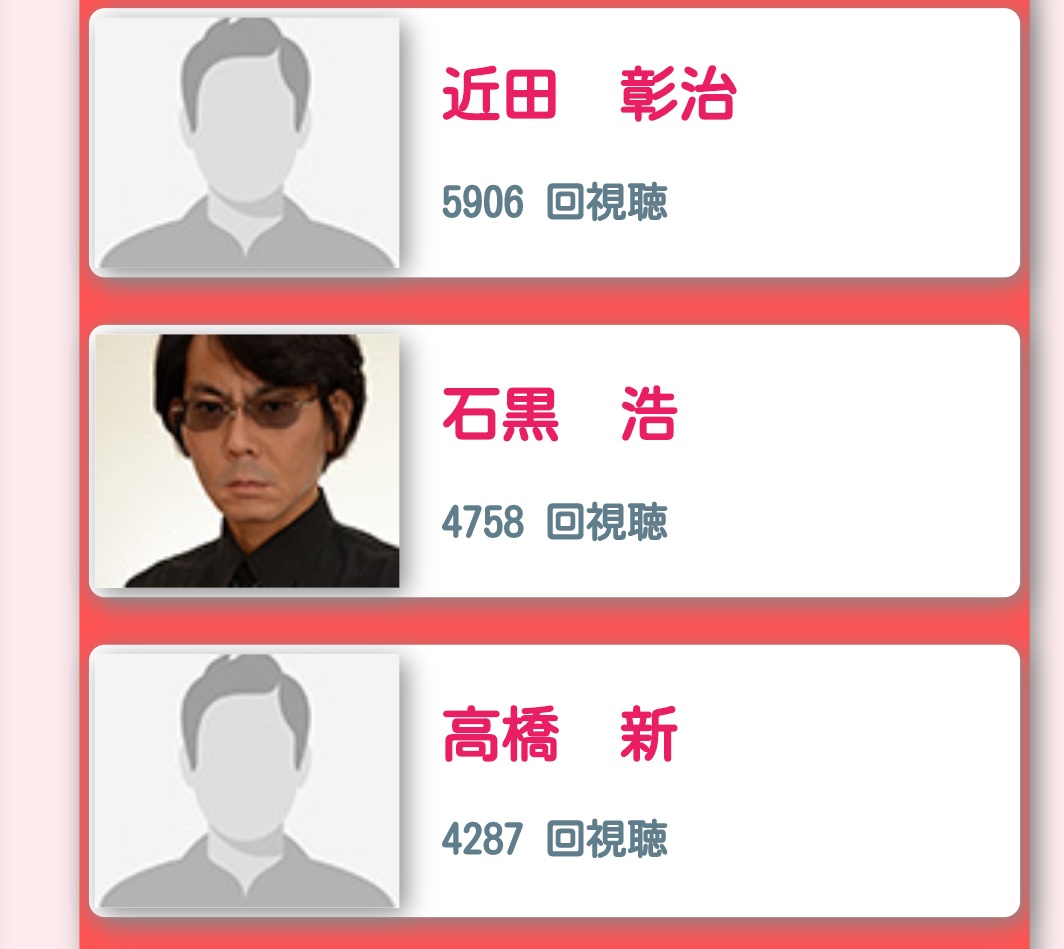 近田　彰治
5906 回視聴
石黒　浩
4758 回視聴
高橋　新
4287 回視聴